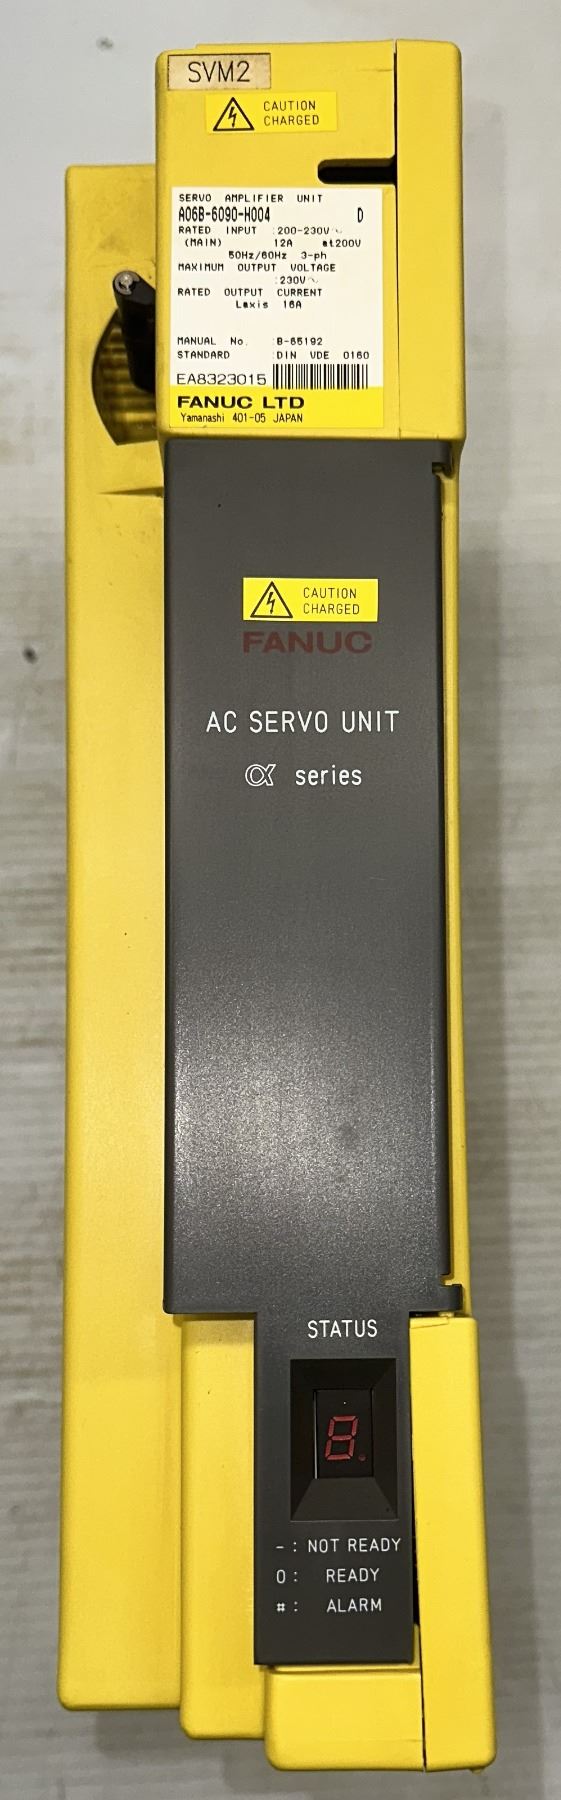 SVM2
CAUTION
CHARGED
SERVO AMPLIFIER UNIT
A06B-6090-H004 D
RATED INPUT :200-230V~
(MAIN) 12A at200V
50Hz/60Hz 3-ph
MAXIMUM OUTPUT VOLTAGE
:230V~
RATED OUTPUT CURRENT
Laxis 16A
MANUAL No. :B-65192
STANDARD :DIN VDE 0160
EA8323015
FANUC LTD
Yamanashi 401-05 JAPAN
CAUTION
CHARGED
FANUC
AC SERVO UNIT
α series
STATUS
8.
- : NOT READY
0 : READY
# : ALARM